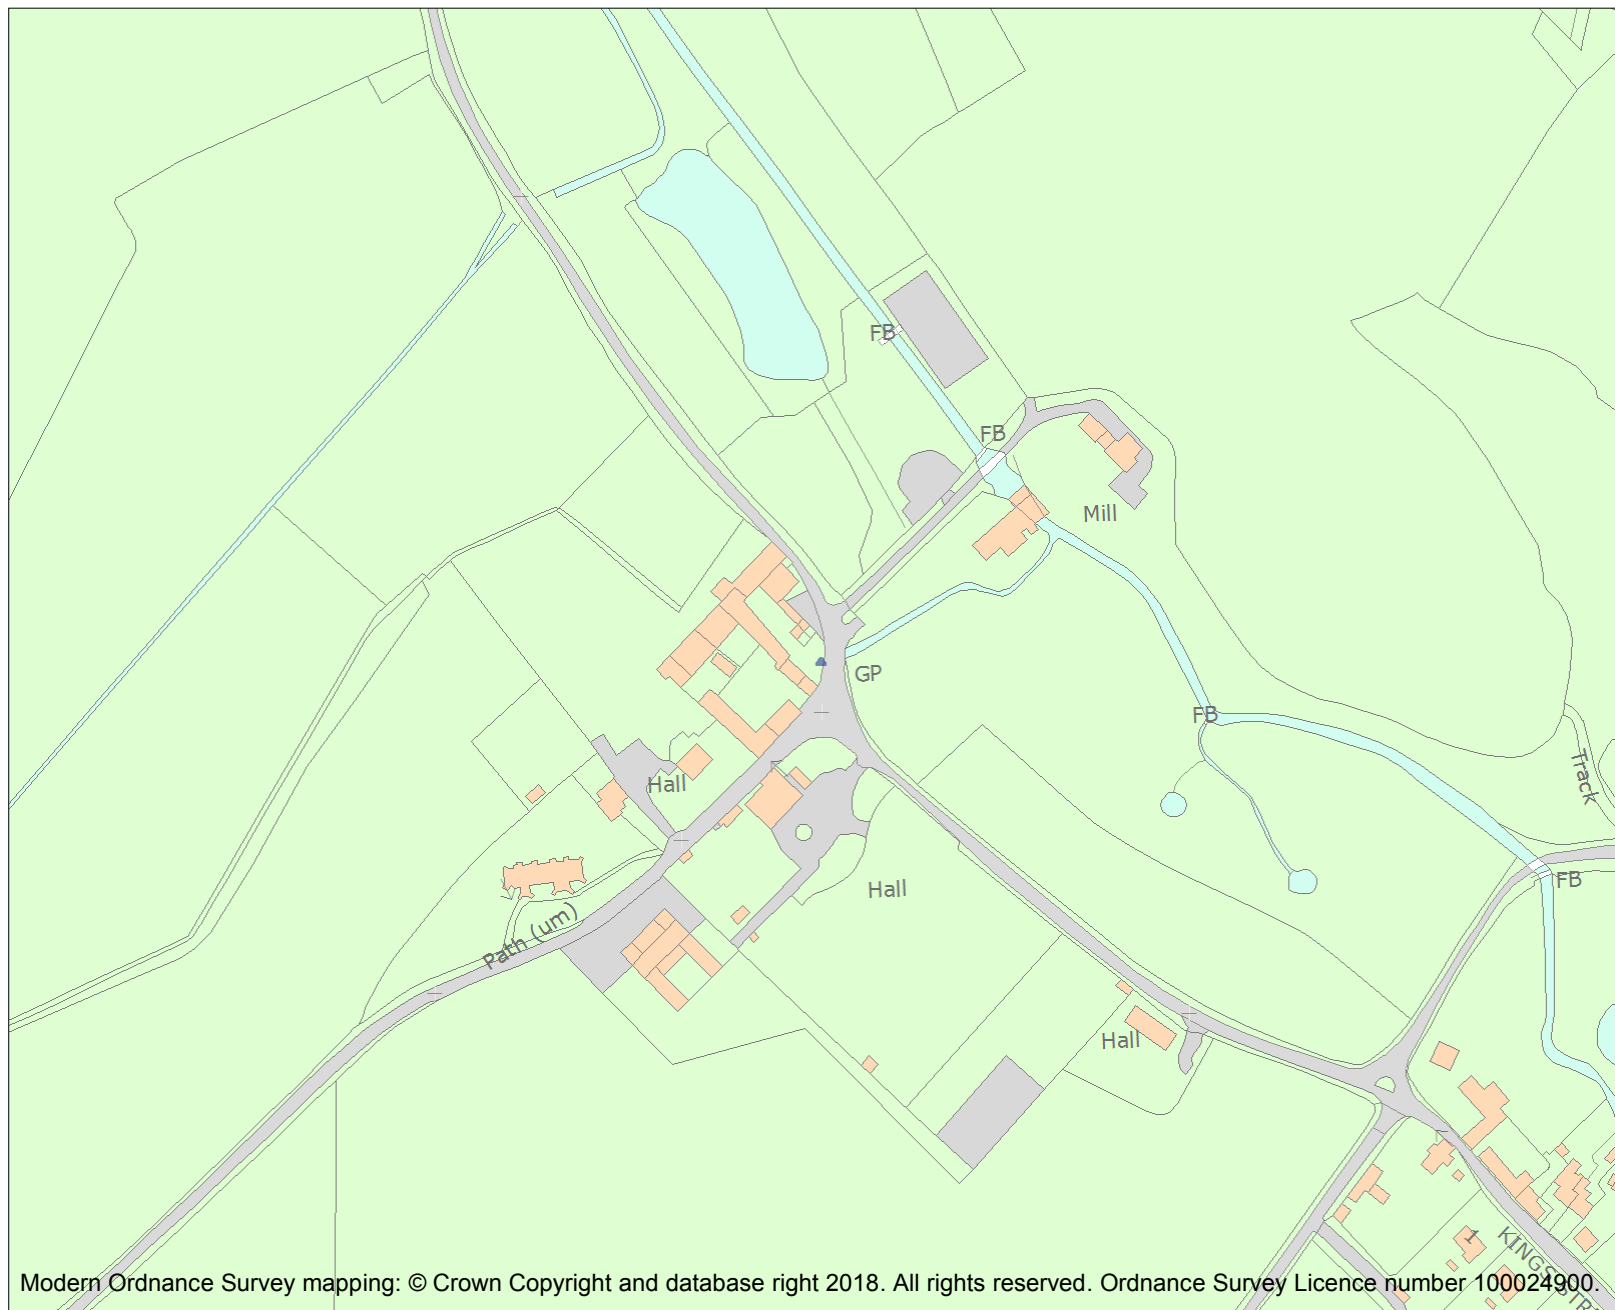 FB
FB
Mill
GP
FB
Track
Hall
FB
Hall
Path (um)
Hall
1
KINGS STR
Modern Ordnance Survey mapping: © Crown Copyright and database right 2018. All rights reserved. Ordnance Survey Licence number 100024900.